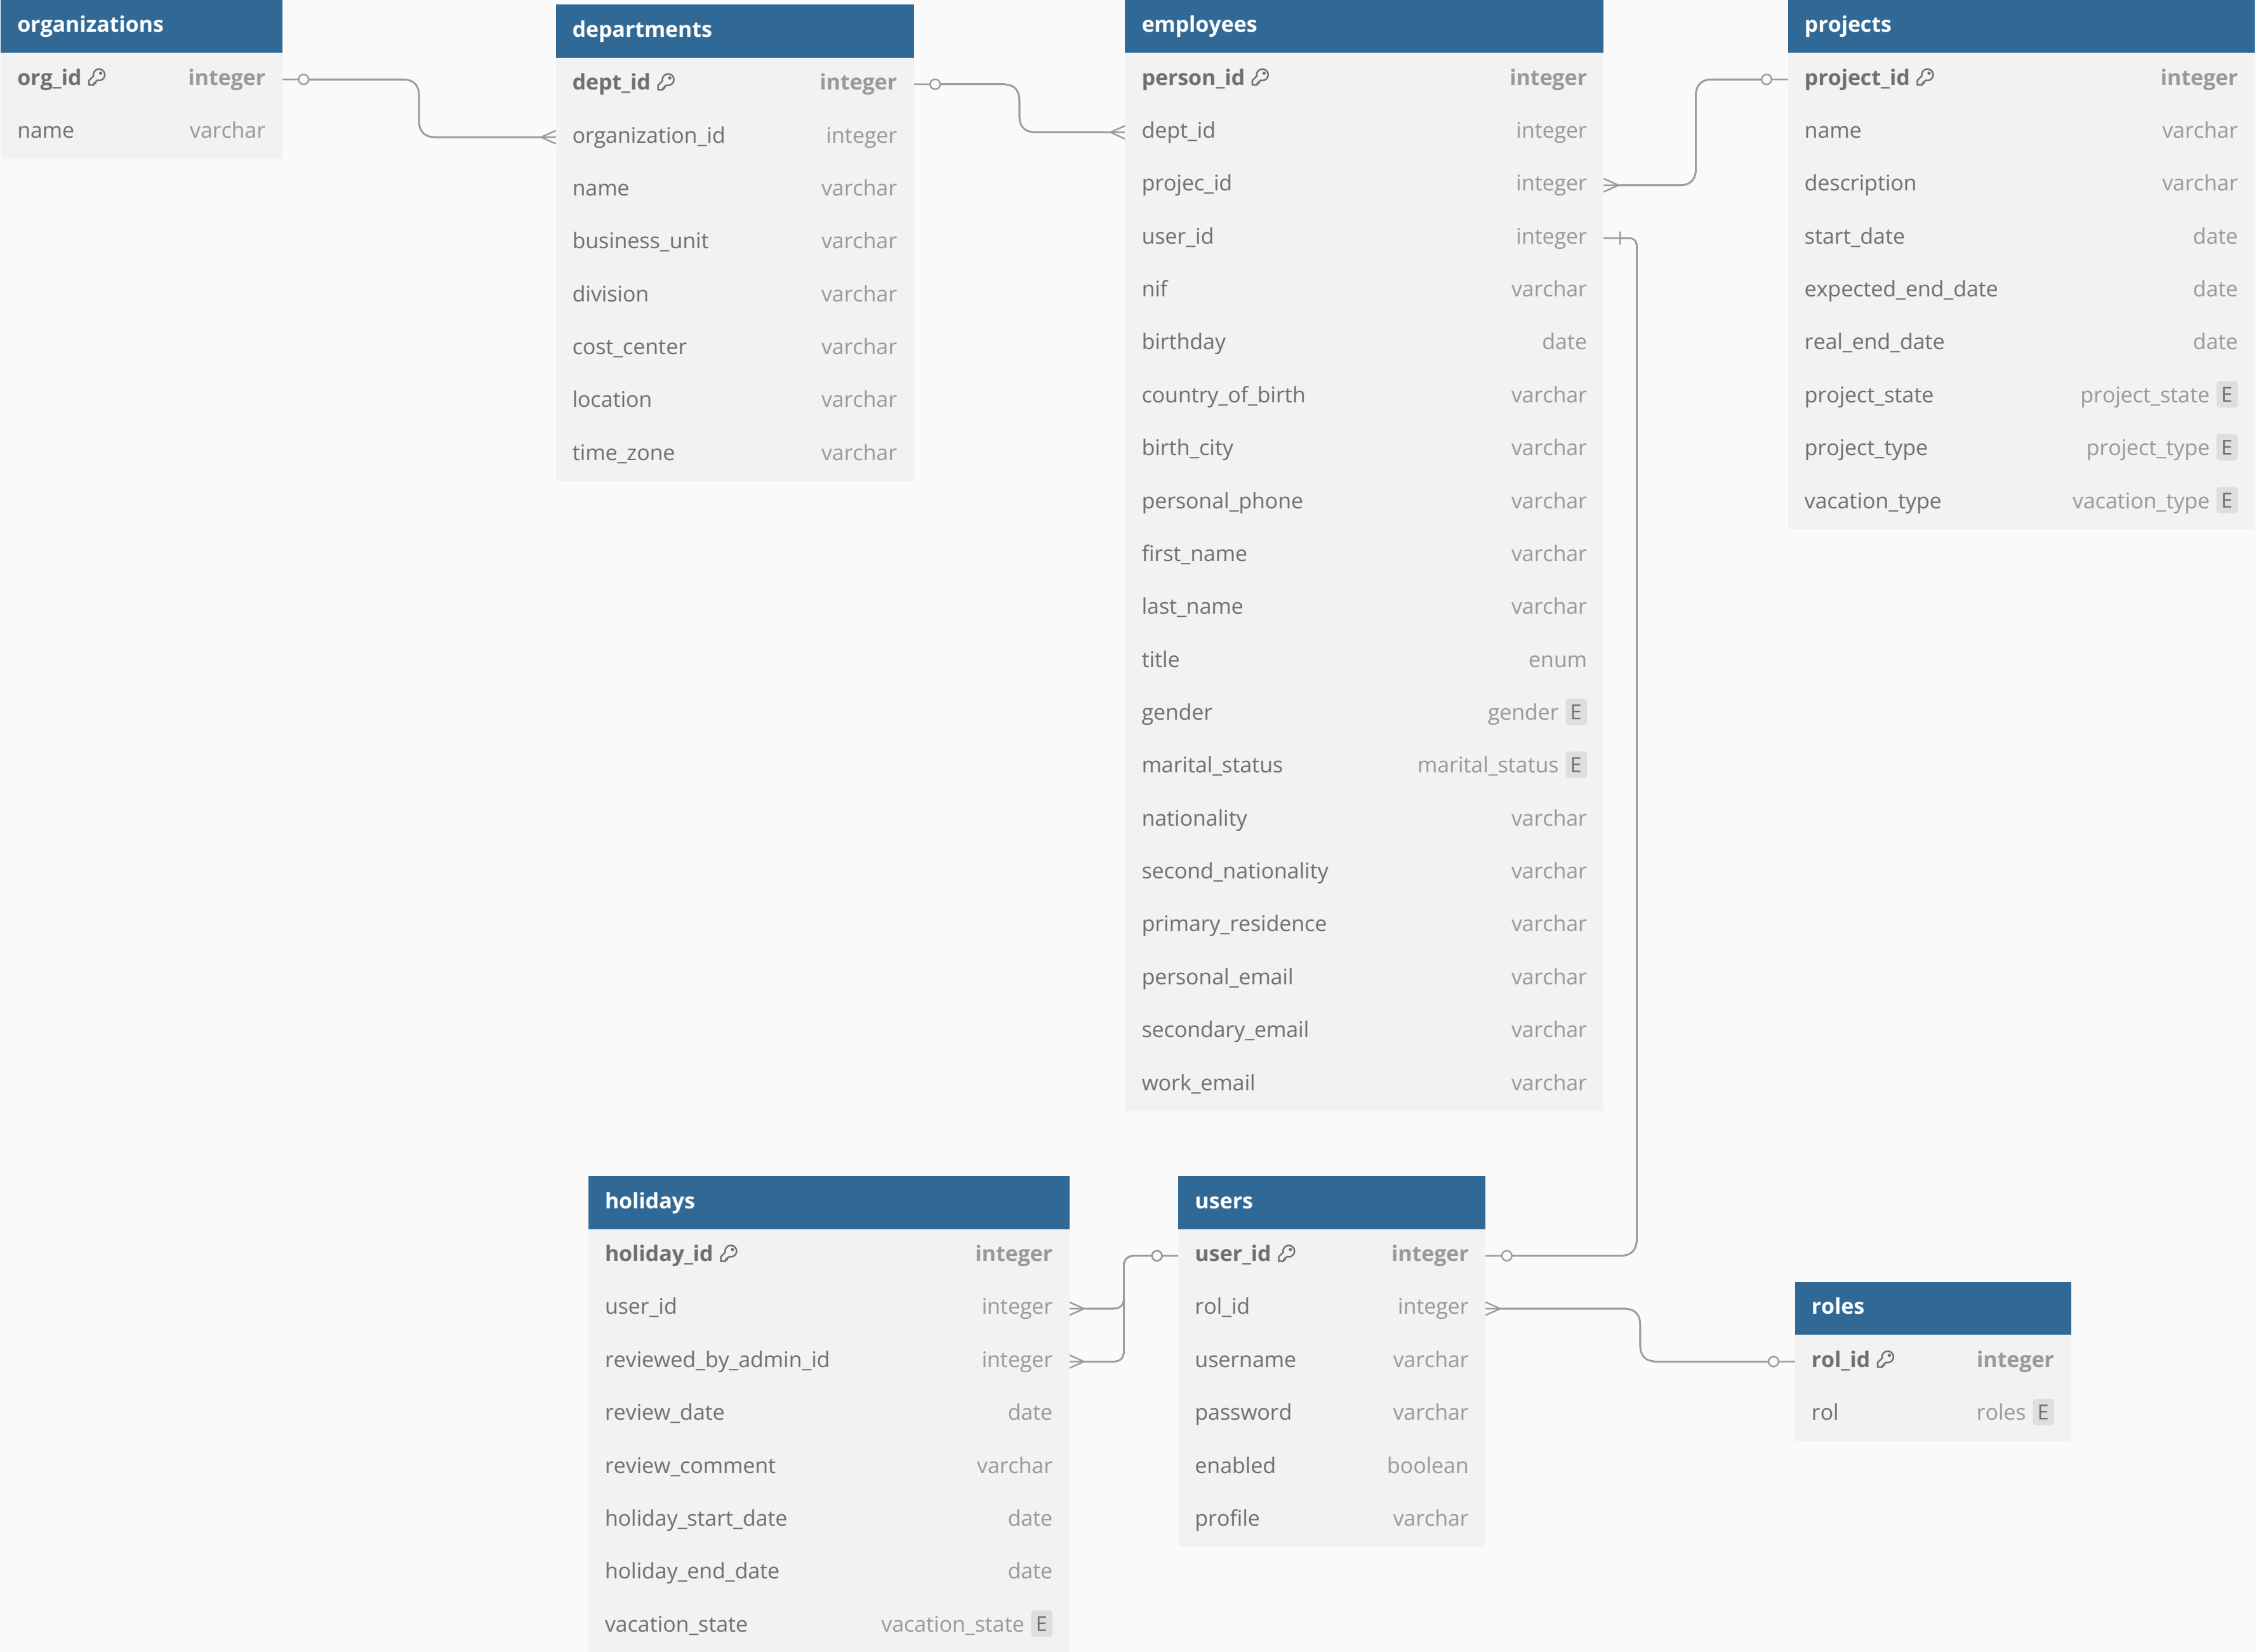 organizations
org_id integer
name varchar
departments
dept_id integer
organization_id integer
name varchar
business_unit varchar
division varchar
cost_center varchar
location varchar
time_zone varchar
employees
person_id integer
dept_id integer
projec_id integer
user_id integer
nif varchar
birthday date
country_of_birth varchar
birth_city varchar
personal_phone varchar
first_name varchar
last_name varchar
title enum
gender gender E
marital_status marital_status E
nationality varchar
second_nationality varchar
primary_residence varchar
personal_email varchar
secondary_email varchar
work_email varchar
projects
project_id integer
name varchar
description varchar
start_date date
expected_end_date date
real_end_date date
project_state project_state E
project_type project_type E
vacation_type vacation_type E
holidays
holiday_id integer
user_id integer
reviewed_by_admin_id integer
review_date date
review_comment varchar
holiday_start_date date
holiday_end_date date
vacation_state vacation_state E
users
user_id integer
rol_id integer
username varchar
password varchar
enabled boolean
profile varchar
roles
rol_id integer
rol roles E